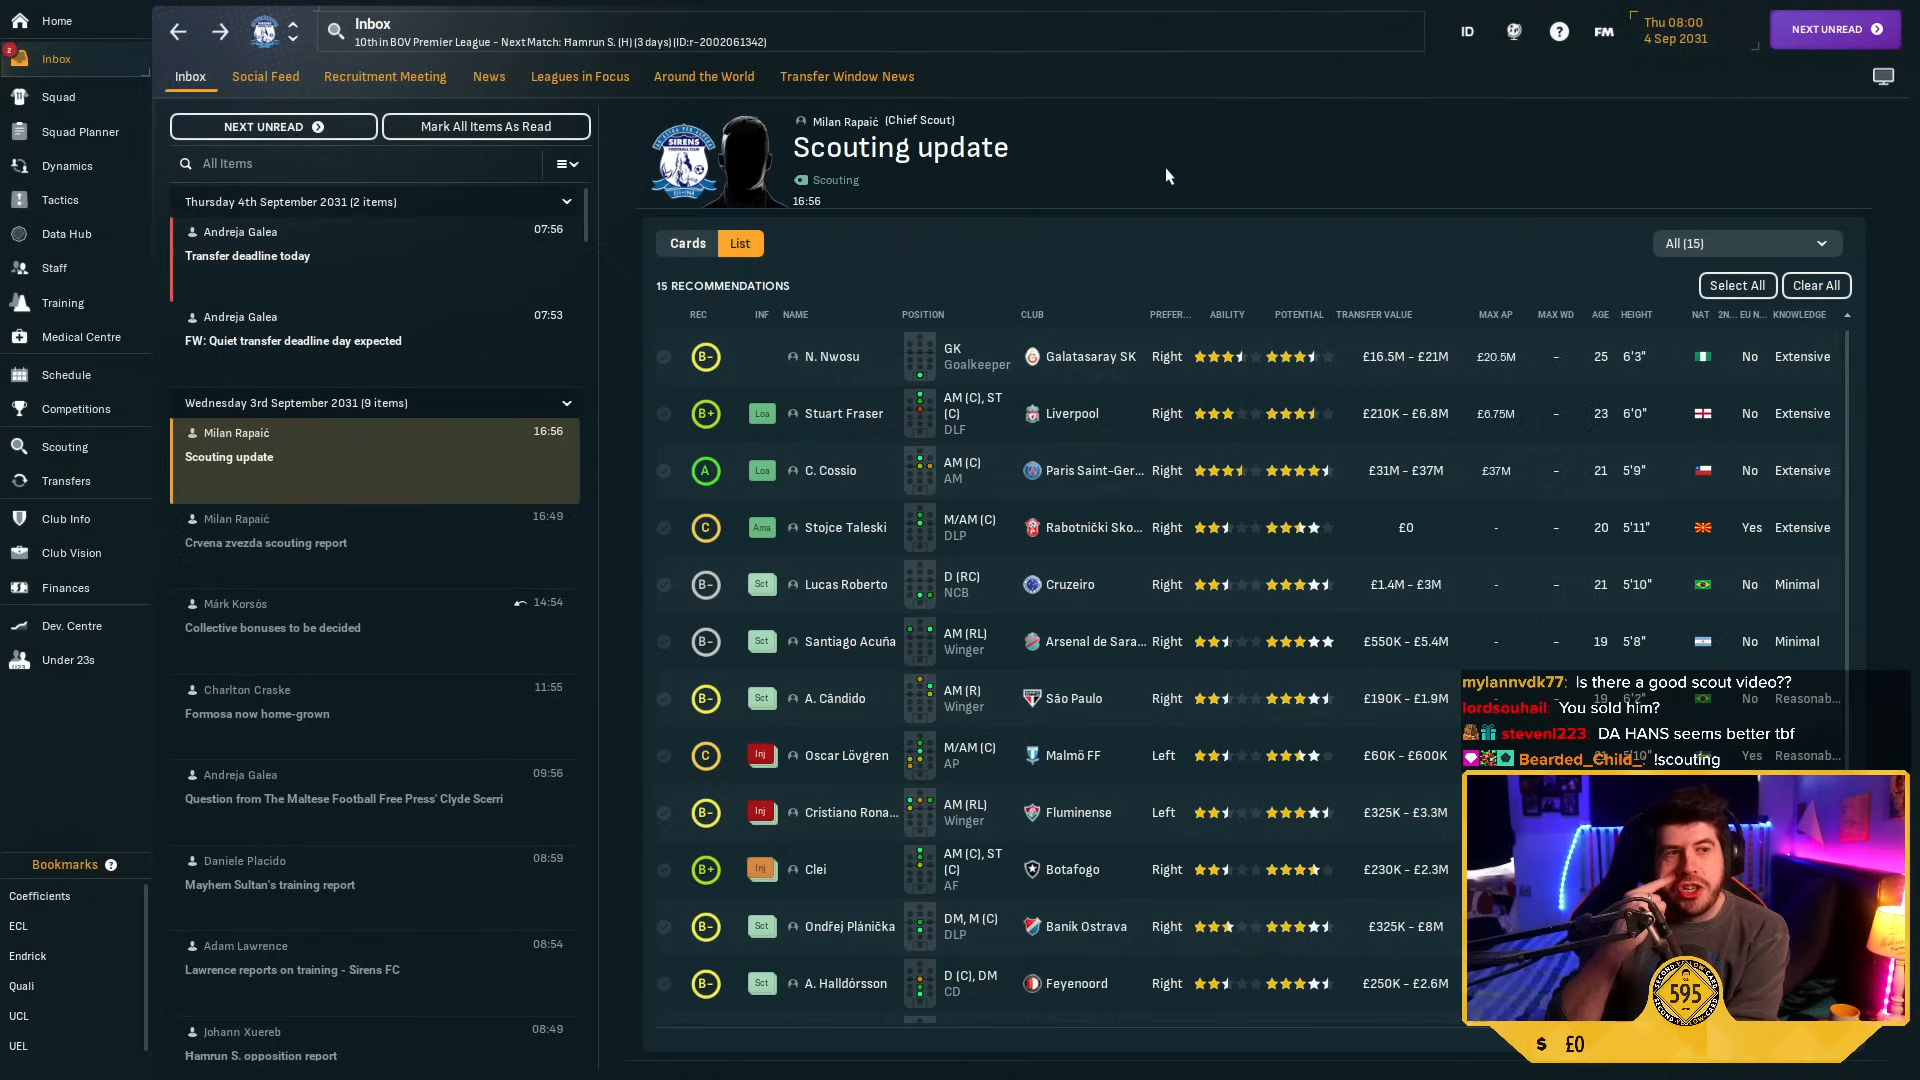 Home
Inbox
10th in BOV Premier League - Next Match: Ħamrun S. (H) (3 days) (ID:r-2002061342)
ID
FM
Thu 08:00
4 Sep 2031
NEXT UNREAD
2
Inbox
Squad
Squad Planner
Dynamics
Tactics
Data Hub
Staff
Training
Medical Centre
Schedule
Competitions
Scouting
Transfers
Club Info
Club Vision
Finances
Dev. Centre
Under 23s
Bookmarks
Coefficients
ECL
Endrick
Quali
UCL
UEL
Inbox Social Feed Recruitment Meeting News Leagues in Focus Around the World Transfer Window News
NEXT UNREAD
Mark All Items As Read
All Items
Thursday 4th September 2031 (2 items)
Andreja Galea 07:56
Transfer deadline today
Andreja Galea 07:53
FW: Quiet transfer deadline day expected
Wednesday 3rd September 2031 (9 items)
Milan Rapaić 16:56
Scouting update
Milan Rapaić 16:49
Crvena zvezda scouting report
Márk Korsós 14:54
Collective bonuses to be decided
Charlton Craske 11:55
Formosa now home-grown
Andreja Galea 09:56
Question from The Maltese Football Free Press' Clyde Scerri
Daniele Placido 08:59
Mayhem Sultan's training report
Adam Lawrence 08:54
Lawrence reports on training - Sirens FC
Johann Xuereb 08:49
Ħamrun S. opposition report
SIRENS
Milan Rapaić (Chief Scout)
Scouting update
Scouting
16:56
Cards List
All (15)
15 RECOMMENDATIONS
Select All
Clear All
REC INF NAME POSITION CLUB PREFER... ABILITY POTENTIAL TRANSFER VALUE MAX AP MAX WD AGE HEIGHT NAT 2N... EU N... KNOWLEDGE
B- N. Nwosu GK Goalkeeper Galatasaray SK Right £16.5M - £21M £20.5M - 25 6'3" No Extensive
B+ Loa Stuart Fraser AM (C), ST (C) DLF Liverpool Right £210K - £6.8M £6.75M - 23 6'0" No Extensive
A Loa C. Cossio AM (C) AM Paris Saint-Ger... Right £31M - £37M £37M - 21 5'9" No Extensive
C Ama Stojce Taleski M/AM (C) DLP Rabotnički Sko... Right £0 - - 20 5'11" Yes Extensive
B- Sct Lucas Roberto D (RC) NCB Cruzeiro Right £1.4M - £3M - - 21 5'10" No Minimal
B- Sct Santiago Acuña AM (RL) Winger Arsenal de Sara... Right £550K - £5.4M - - 19 5'8" No Minimal
B- Sct A. Cândido AM (R) Winger São Paulo Right £190K - £1.9M 19 6'2" No Reasonab...
C Inj Oscar Lövgren M/AM (C) AP Malmö FF Left £60K - £600K 21 5'10" Yes Reasonab...
B- Inj Cristiano Rona... AM (RL) Winger Fluminense Left £325K - £3.3M
B+ Inj Clei AM (C), ST (C) AF Botafogo Right £230K - £2.3M
B- Sct Ondřej Plánička DM, M (C) DLP Baník Ostrava Right £325K - £8M
B- Sct A. Halldórsson D (C), DM CD Feyenoord Right £250K - £2.6M
mylannvdk77: Is there a good scout video??
lordsouhail: You sold him?
stevenl223: DA HANS seems better tbf
Bearded_Child_: !scouting
SECOND YELLOW CARD
595
$ £0